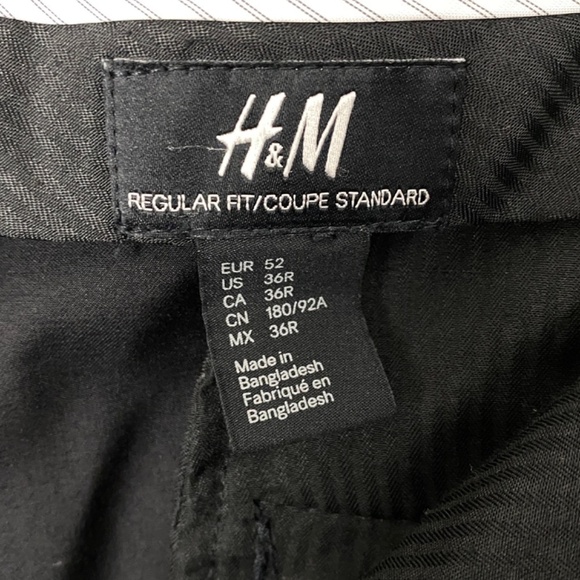 H&M
REGULAR FIT/COUPE STANDARD
EUR 52
US 36R
CA 36R
CN 180/92A
MX 36R
Made in
Bangladesh
Fabriqué en
Bangladesh